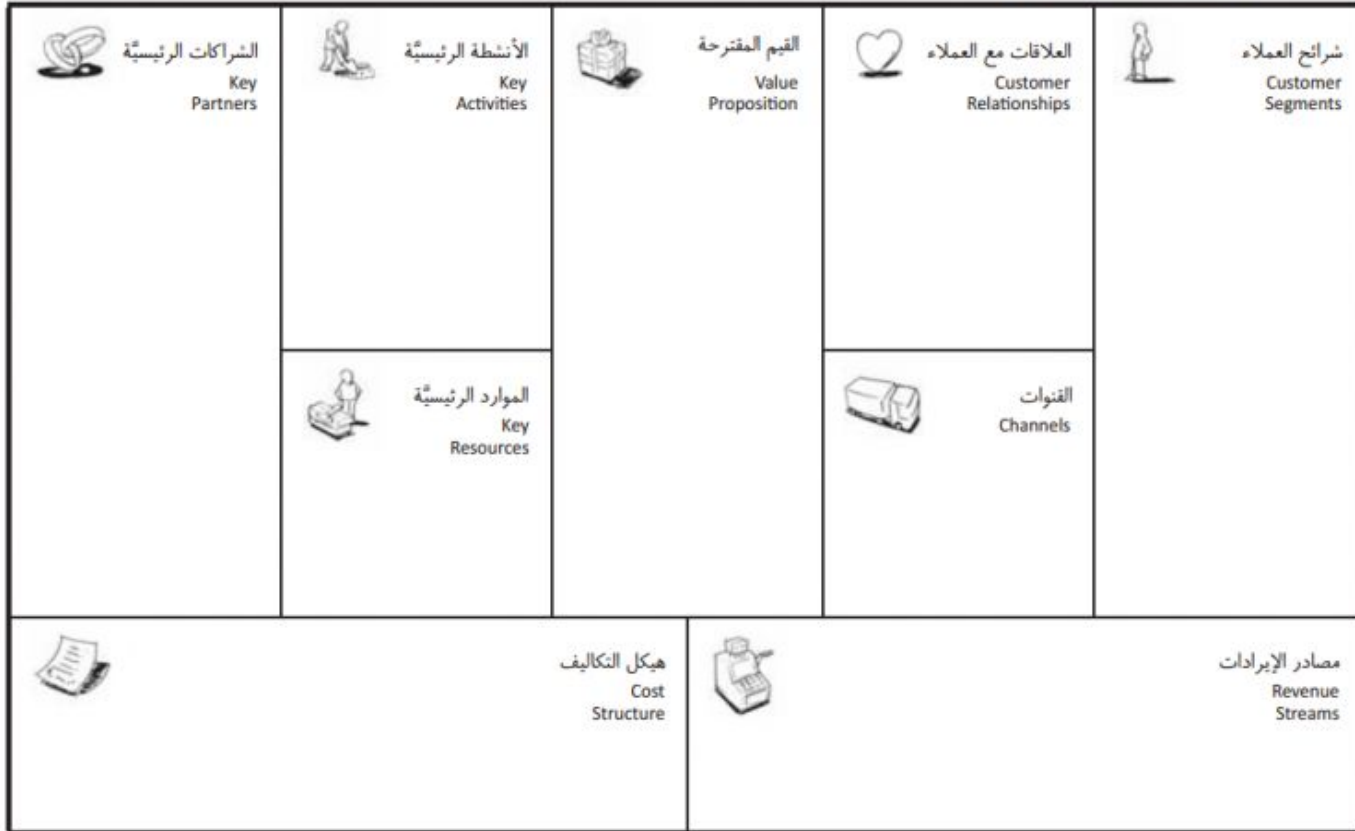 الشراكات الرئيسيَّة
Key
Partners
الأنشطة الرئيسيَّة
Key
Activities
الموارد الرئيسيَّة
Key
Resources
القيم المقترحة
Value
Proposition
العلاقات مع العملاء
Customer
Relationships
القنوات
Channels
شرائح العملاء
Customer
Segments
هيكل التكاليف
Cost
Structure
مصادر الإيرادات
Revenue
Streams